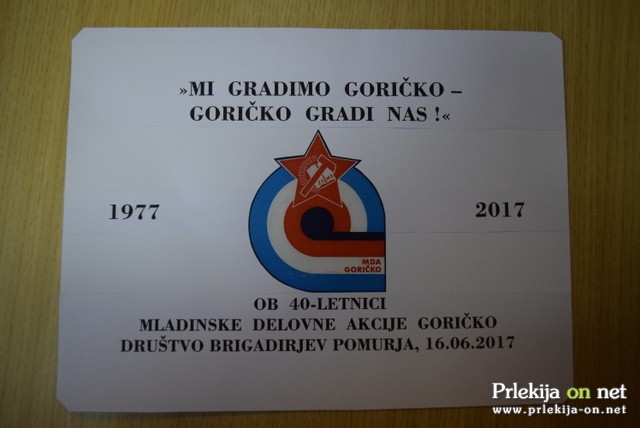 »MI GRADIMO GORIČKO –
GORIČKO GRADI NAS !«
1977
2017
MDA
GORIČKO
OB 40-LETNICI
MLADINSKE DELOVNE AKCIJE GORIČKO
DRUŠTVO BRIGADIRJEV POMURJA, 16.06.2017
Prlekija on net
www.prlekija-on.net